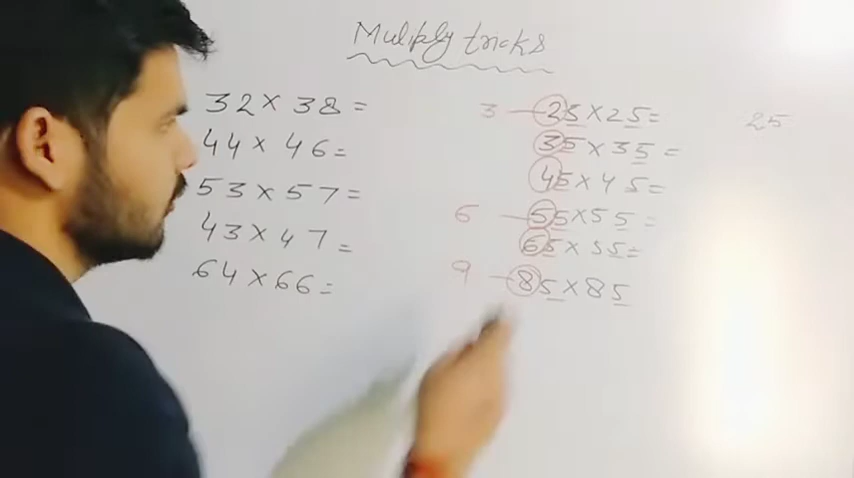 Muliply tricks
32 × 38 =
44 × 46 =
53 × 57 =
43 × 47 =
64 × 66 =
3 — 25 × 25 =
35 × 35 =
45 × 45 =
6 — 55 × 55 =
65 × 55 =
9 — 85 × 85
25